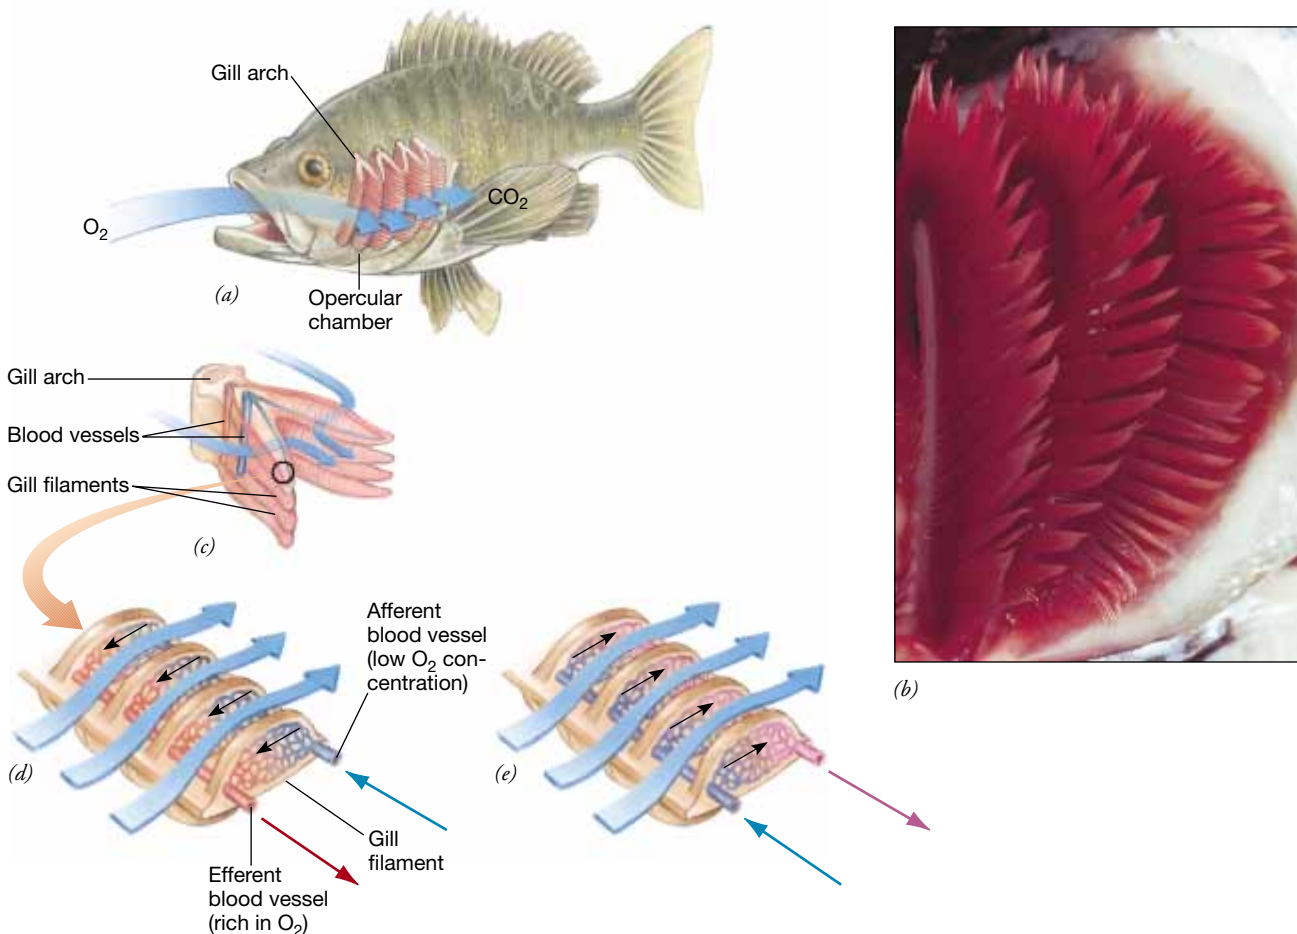 Gill arch
O2
CO2
(a)
Opercular
chamber
Gill arch
Blood vessels
Gill filaments
(c)
Afferent
blood vessel
(low O2 con-
centration)
(b)
(d)
(e)
Gill
filament
Efferent
blood vessel
(rich in O2)